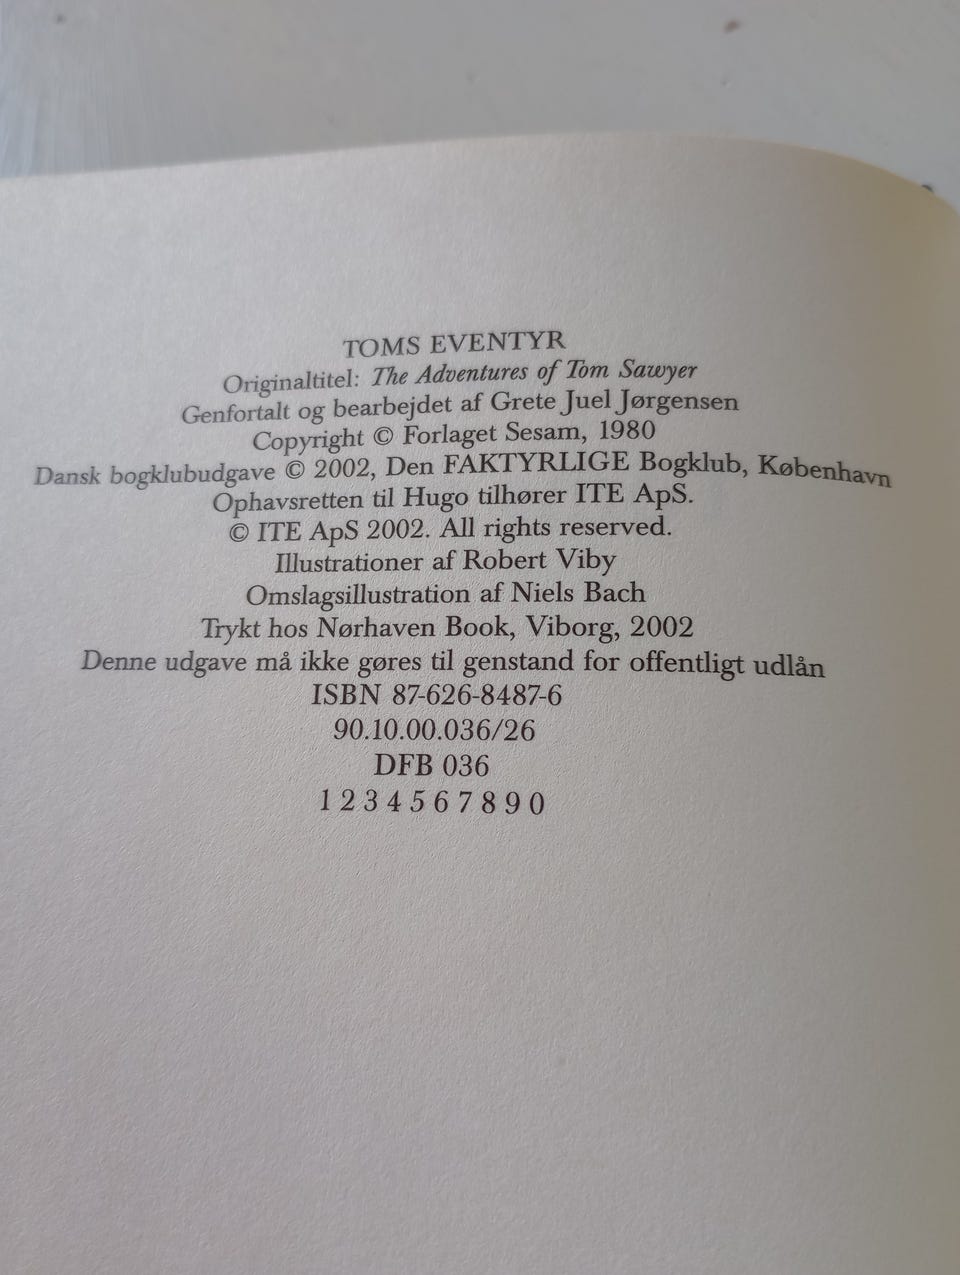 TOMS EVENTYR
Originaltitel: The Adventures of Tom Sawyer
Genfortalt og bearbejdet af Grete Juel Jørgensen
Copyright © Forlaget Sesam, 1980
Dansk bogklubudgave © 2002, Den FAKTYRLIGE Bogklub, København
Ophavsretten til Hugo tilhører ITE ApS.
© ITE ApS 2002. All rights reserved.
Illustrationer af Robert Viby
Omslagsillustration af Niels Bach
Trykt hos Nørhaven Book, Viborg, 2002
Denne udgave må ikke gøres til genstand for offentligt udlån
ISBN 87-626-8487-6
90.10.00.036/26
DFB 036
1 2 3 4 5 6 7 8 9 0